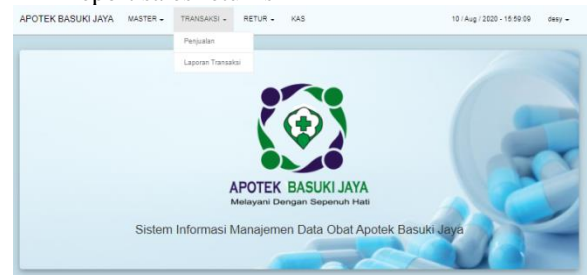 APOTEK BASUKI JAYA MASTER TRANSAKSI RETUR KAS 10 / Aug / 2020 - 15:59:09 desy
Penjualan
Laporan Transaksi
APOTEK BASUKI JAYA
Melayani Dengan Sepenuh Hati
Sistem Informasi Manajemen Data Obat Apotek Basuki Jaya